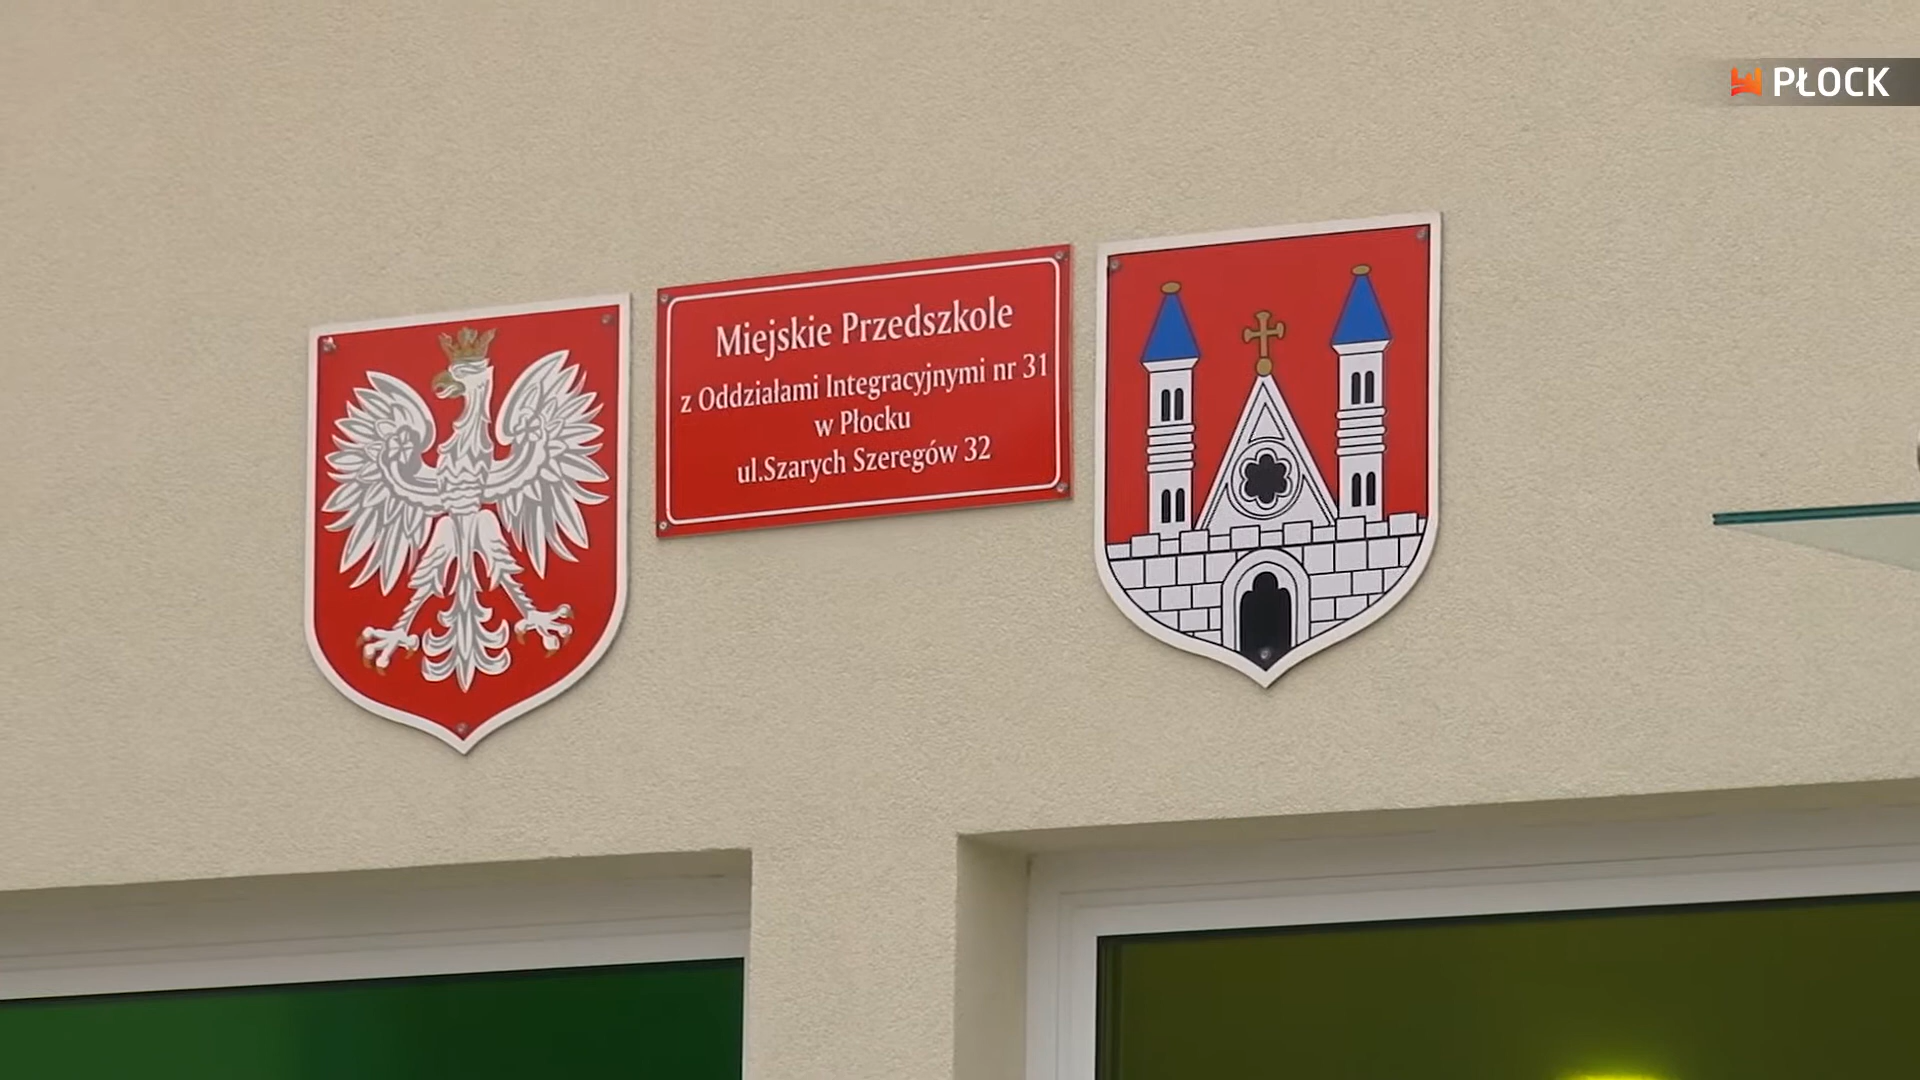 PŁOCK
Miejskie Przedszkole
z Oddziałami Integracyjnymi nr 31
w Płocku
ul.Szarych Szeregów 32